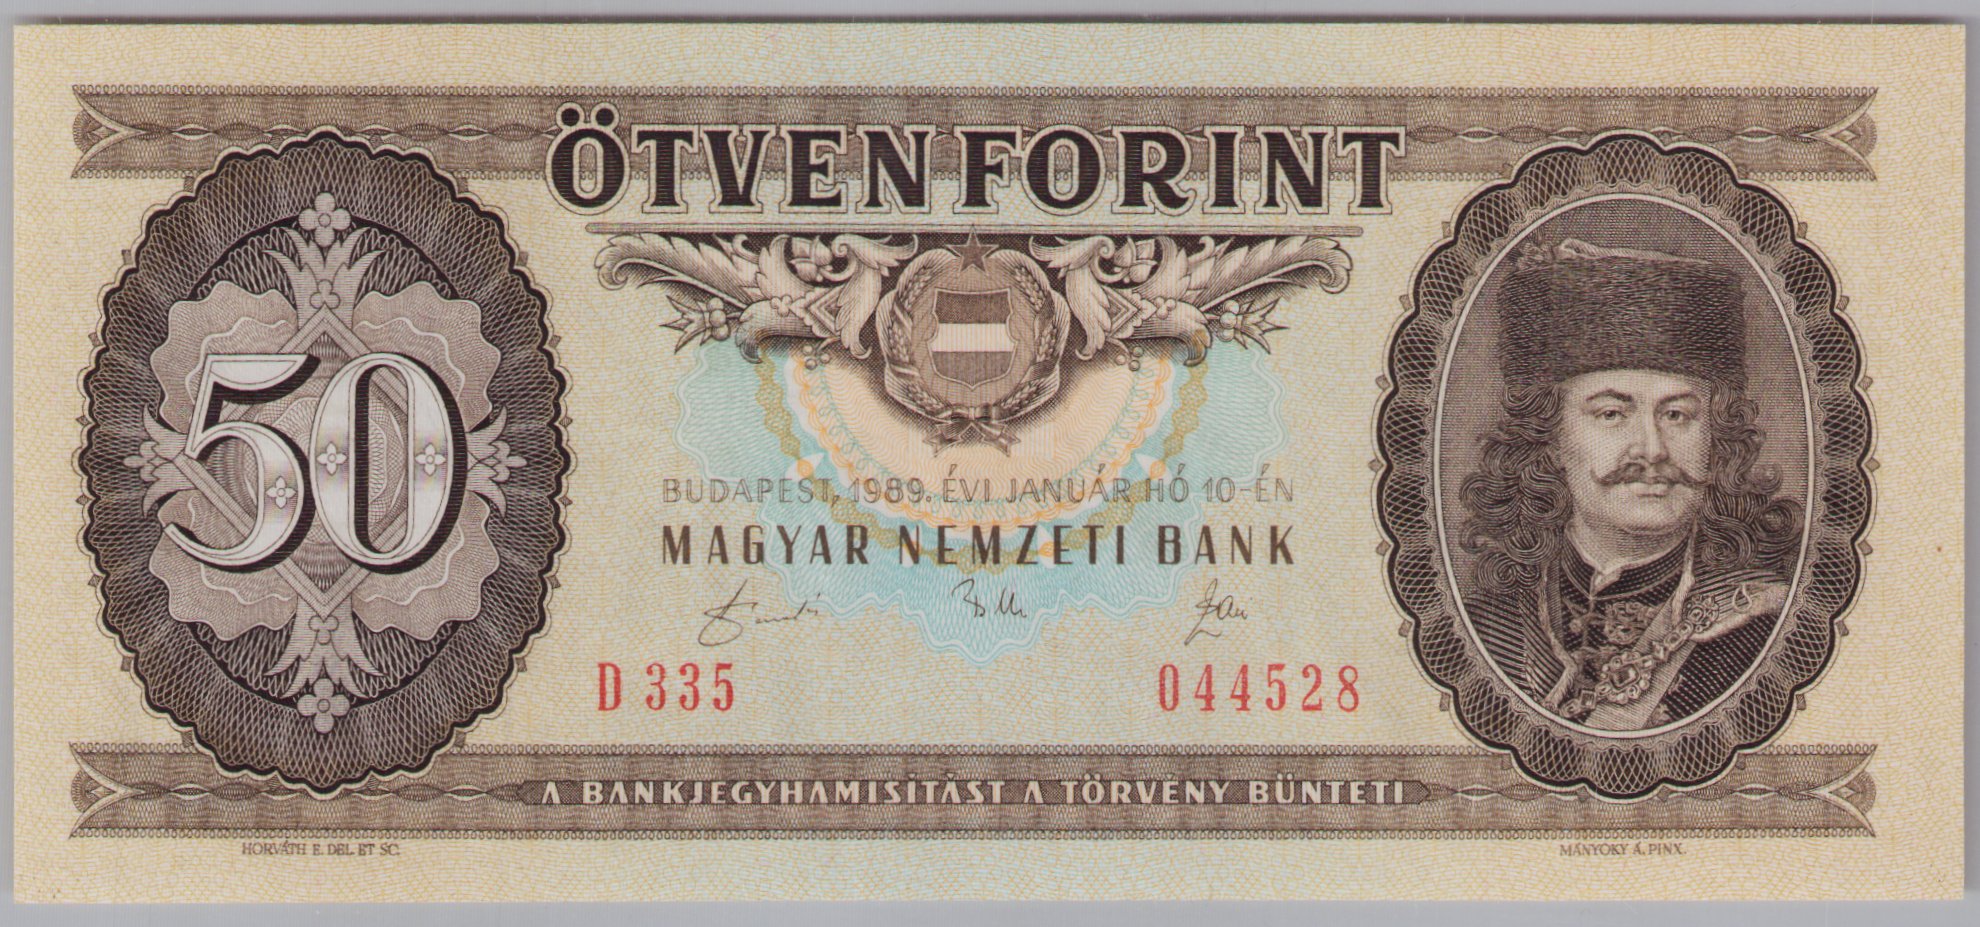 ÖTVEN FORINT
50
BUDAPEST, 1989. ÉVI JANUÁR HÓ 10-ÉN
MAGYAR NEMZETI BANK
D 335 044528
A BANKJEGYHAMISÍTÁST A TÖRVÉNY BÜNTETI
HORVÁTH E. DEL. ET SC.
MÁNYOKY Á. PINX.